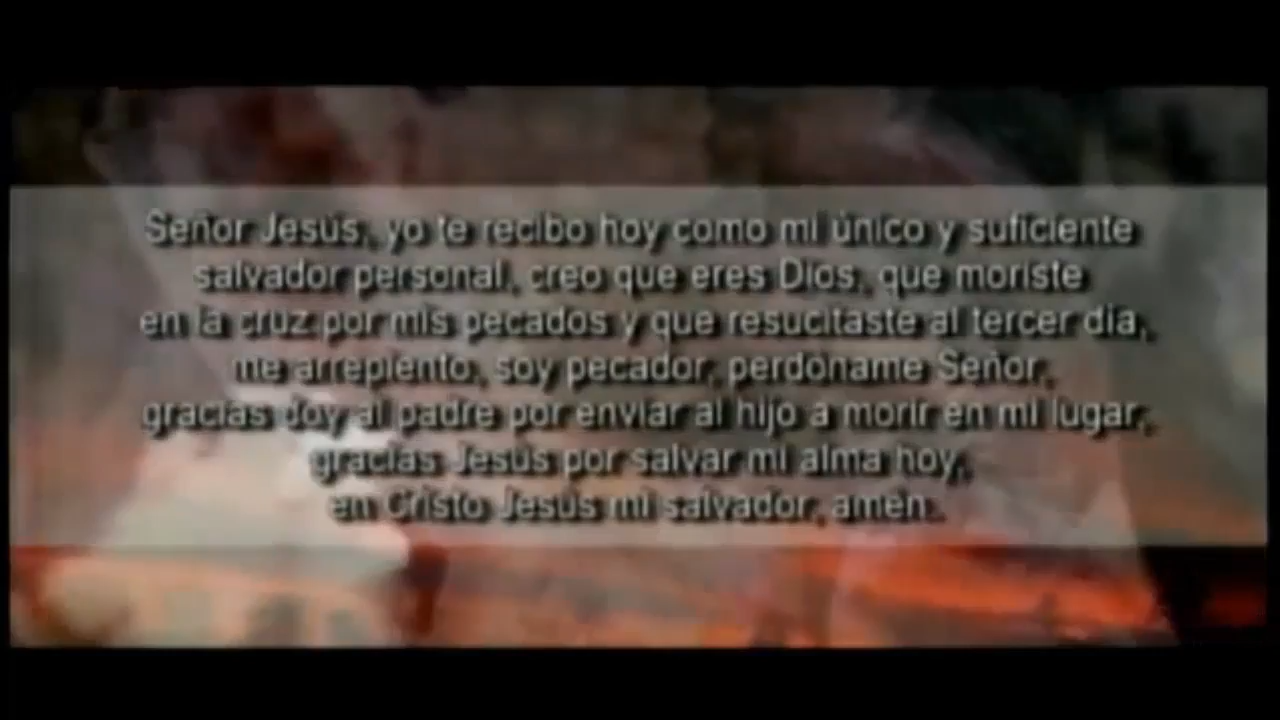 Señor Jesús, yo te recibo hoy como mi único y suficiente
salvador personal, creo que eres Dios, que moriste
en la cruz por mis pecados y que resucitaste al tercer día,
me arrepiento, soy pecador, perdóname Señor,
gracias doy al padre por enviar al hijo a morir en mi lugar,
gracias Jesús por salvar mi alma hoy,
en Cristo Jesús mi salvador, amén.